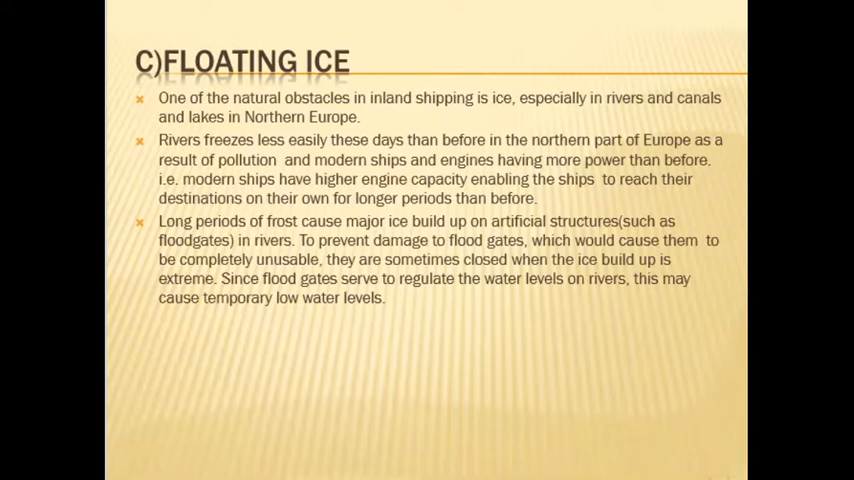 C)FLOATING ICE
One of the natural obstacles in inland shipping is ice, especially in rivers and canals
and lakes in Northern Europe.
Rivers freezes less easily these days than before in the northern part of Europe as a
result of pollution and modern ships and engines having more power than before.
i.e. modern ships have higher engine capacity enabling the ships to reach their
destinations on their own for longer periods than before.
Long periods of frost cause major ice build up on artificial structures(such as
floodgates) in rivers. To prevent damage to flood gates, which would cause them to
be completely unusable, they are sometimes closed when the ice build up is
extreme. Since flood gates serve to regulate the water levels on rivers, this may
cause temporary low water levels.